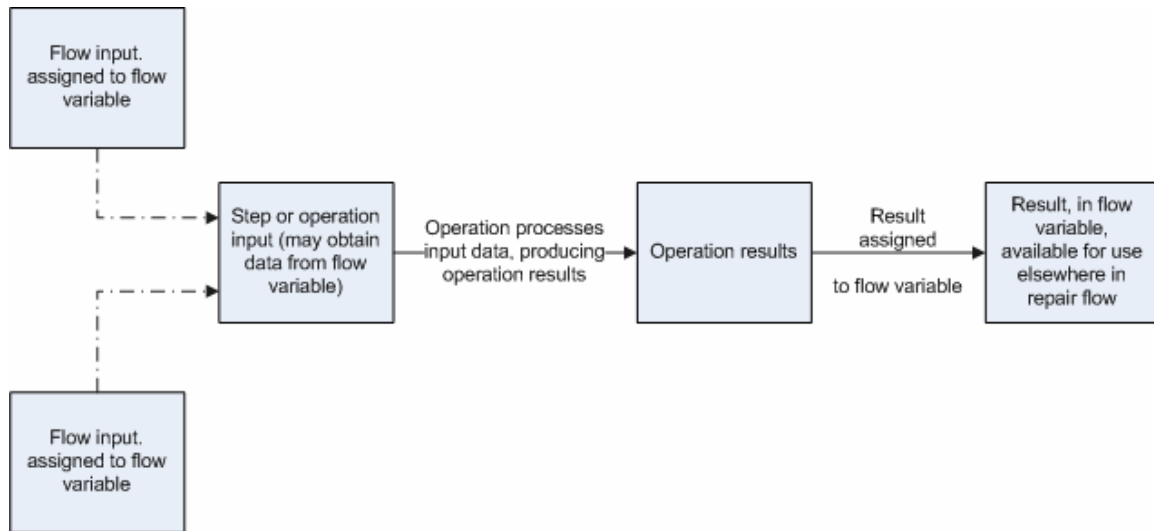 Flow input.
assigned to flow
variable
Step or operation
input (may obtain
data from flow
variable)
Operation processes
input data, producing
operation results
Operation results
Result
assigned
to flow variable
Result, in flow
variable,
available for use
elsewhere in
repair flow
Flow input.
assigned to flow
variable